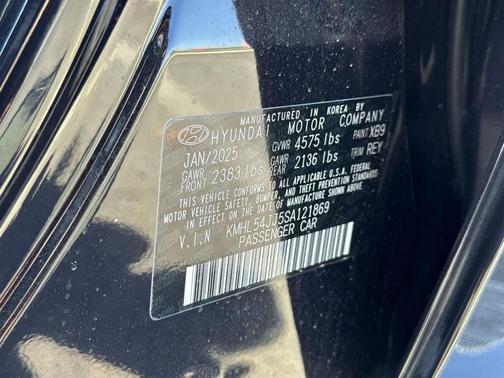 MANUFACTURED IN KOREA BY
HYUNDAI MOTOR COMPANY
JAN/2025 GVWR 4575 lbs PAINT XB9
GAWR FRONT 2383 lbs GAWR REAR 2136 lbs TRIM REY
THIS VEHICLE CONFORMS TO ALL APPLICABLE U.S.A. FEDERAL
MOTOR VEHICLE SAFETY, BUMPER, AND THEFT PREVENTION
STANDARDS IN EFFECT ON THE DATE OF MANUFACTURE SHOWN ABOVE.
V.I.N KMHL54JJ5SA121869
PASSENGER CAR